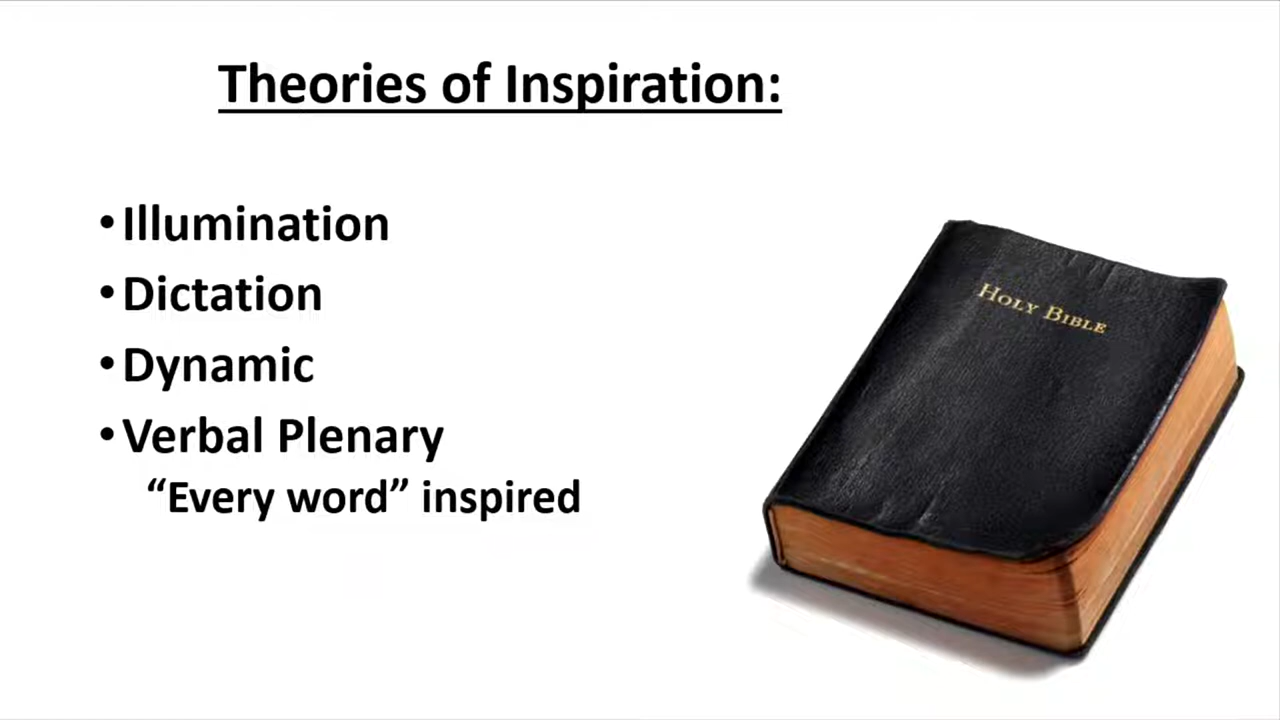 Theories of Inspiration:
• Illumination
• Dictation
• Dynamic
• Verbal Plenary
“Every word” inspired
HOLY BIBLE